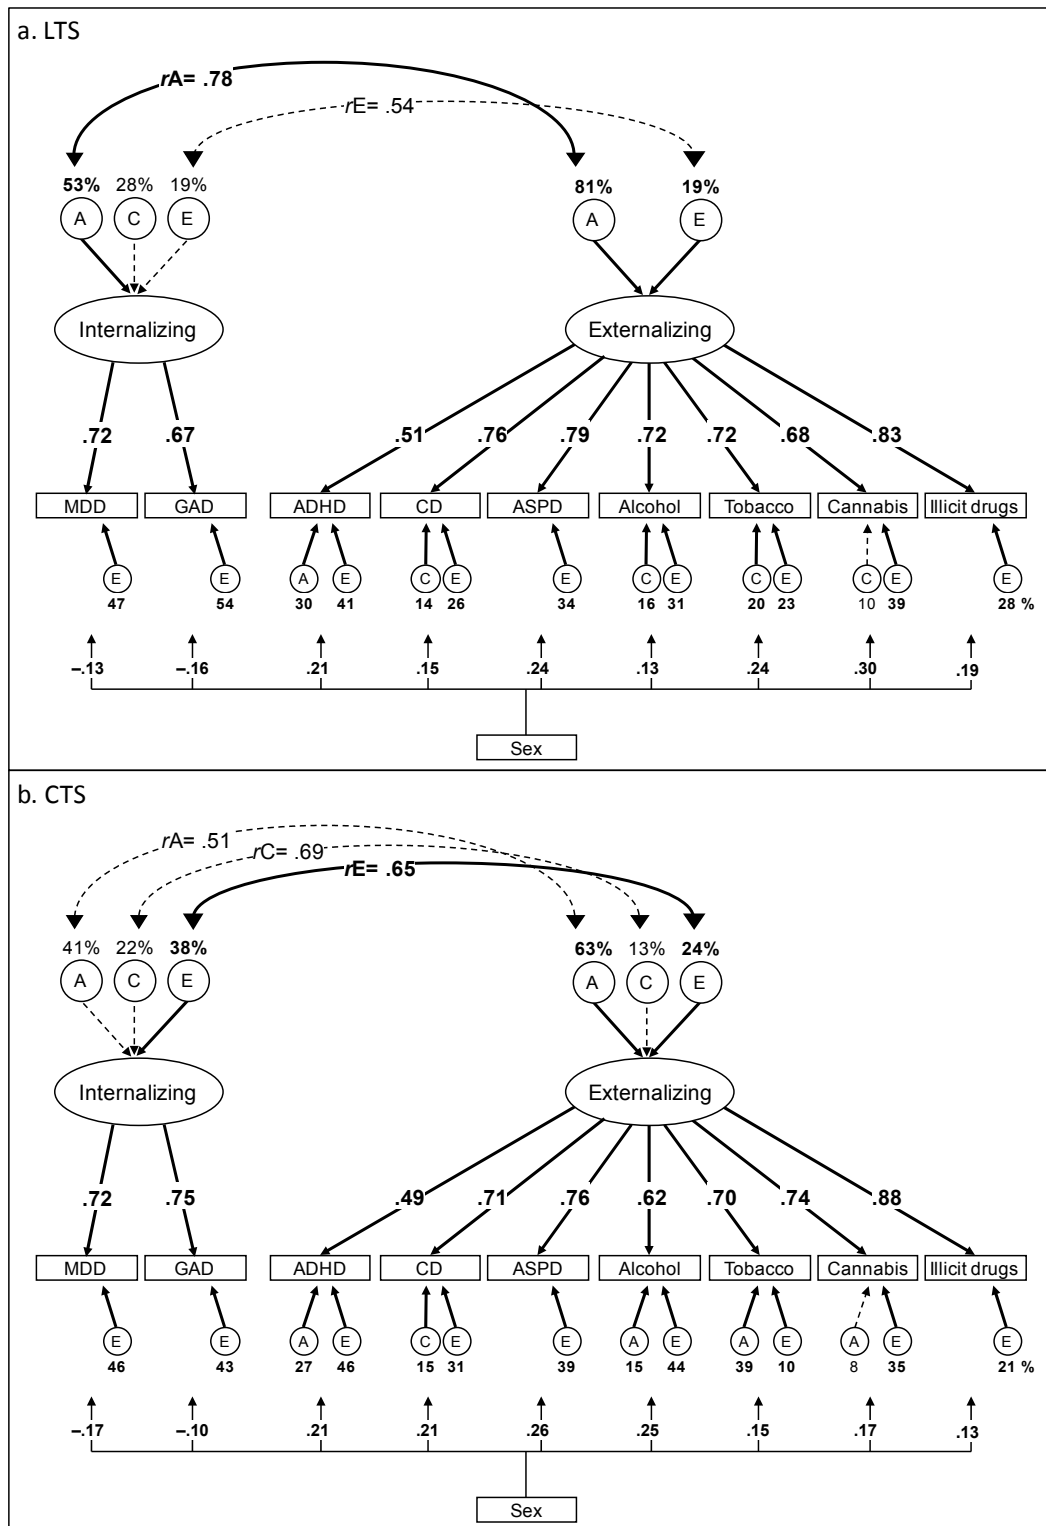 a. LTS
rA= .78
rE= .54
53% 28% 19% 81% 19%
A C E A E
Internalizing Externalizing
.72 .67 .51 .76 .79 .72 .72 .68 .83
MDD GAD ADHD CD ASPD Alcohol Tobacco Cannabis Illicit drugs
E E A E C E E C E C E C E E
47 54 30 41 14 26 34 16 31 20 23 10 39 28 %
–.13 –.16 .21 .15 .24 .13 .24 .30 .19
Sex
b. CTS
rA= .51
rC= .69
rE= .65
41% 22% 38% 63% 13% 24%
A C E A C E
Internalizing Externalizing
.72 .75 .49 .71 .76 .62 .70 .74 .88
MDD GAD ADHD CD ASPD Alcohol Tobacco Cannabis Illicit drugs
E E A E C E E A E A E A E E
46 43 27 46 15 31 39 15 44 39 10 8 35 21 %
–.17 –.10 .21 .21 .26 .25 .15 .17 .13
Sex